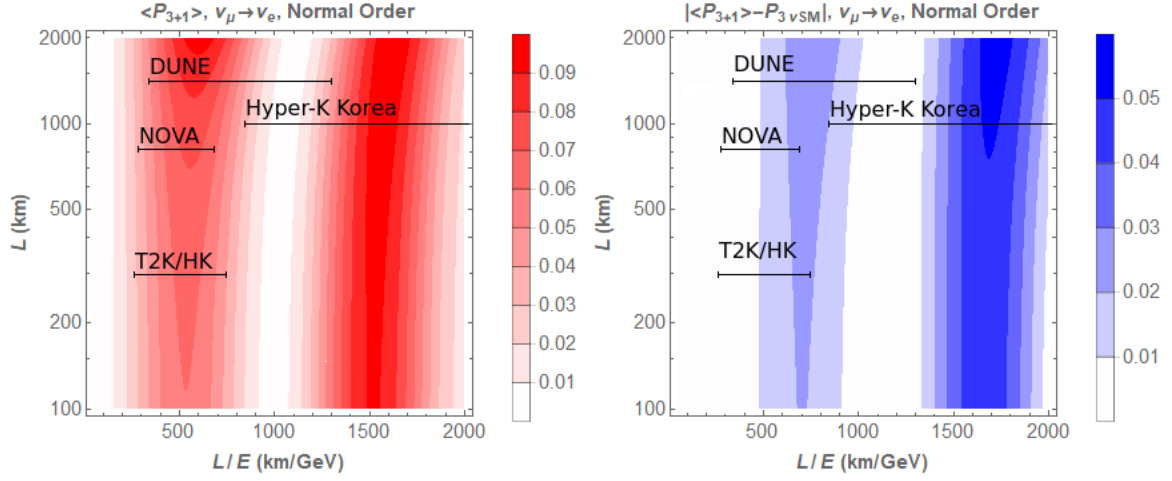 <P3+1>, νμ→νe, Normal Order
2000
1000
500
200
100
L (km)
DUNE
Hyper-K Korea
NOVA
T2K/HK
500
1000
1500
2000
L/E (km/GeV)
0.09
0.08
0.07
0.06
0.05
0.04
0.03
0.02
0.01
|<P3+1>−P3νSM|, νμ→νe, Normal Order
2000
1000
500
200
100
L (km)
DUNE
Hyper-K Korea
NOVA
T2K/HK
500
1000
1500
2000
L/E (km/GeV)
0.05
0.04
0.03
0.02
0.01